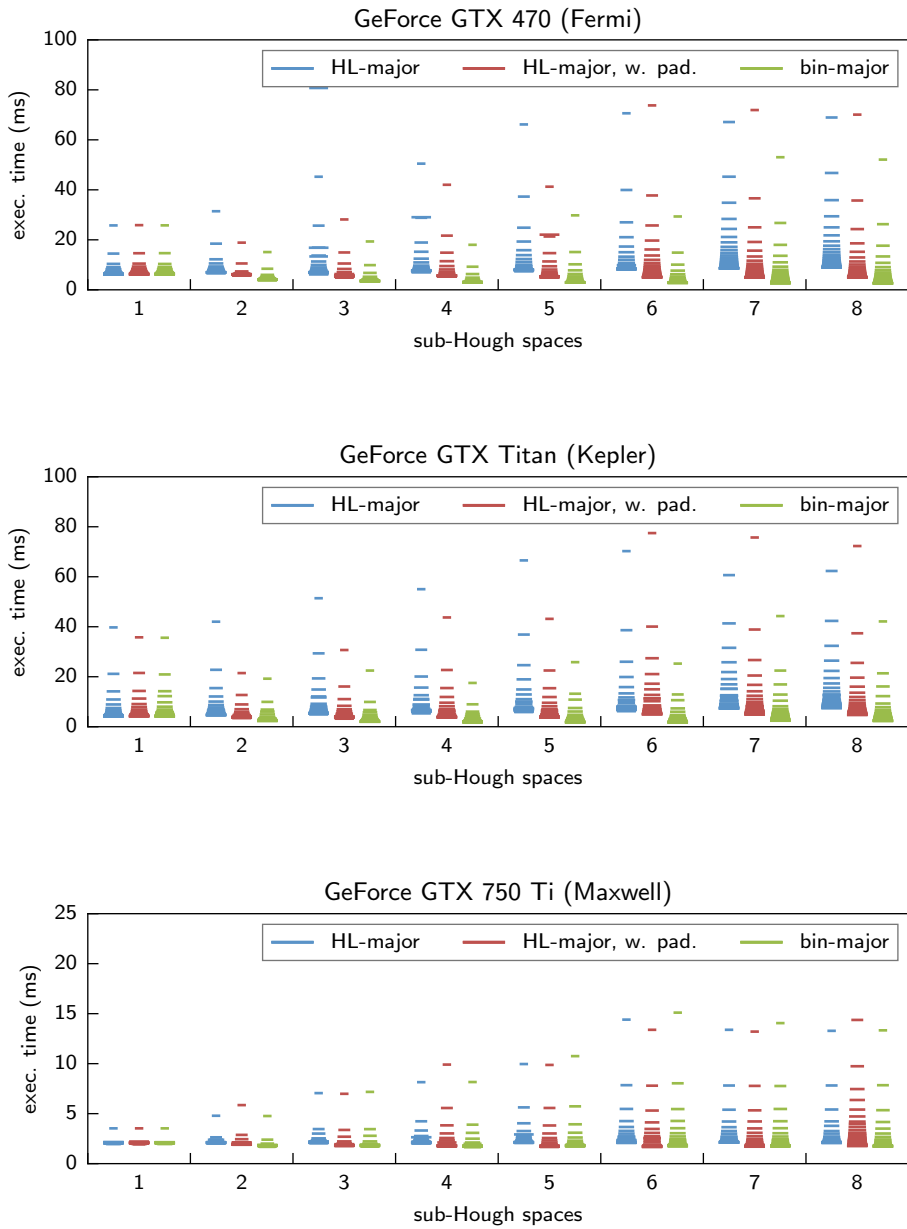 GeForce GTX 470 (Fermi)
100
80
60
40
20
0
exec. time (ms)
HL-major HL-major, w. pad. bin-major
1 2 3 4 5 6 7 8
sub-Hough spaces
GeForce GTX Titan (Kepler)
100
80
60
40
20
0
exec. time (ms)
HL-major HL-major, w. pad. bin-major
1 2 3 4 5 6 7 8
sub-Hough spaces
GeForce GTX 750 Ti (Maxwell)
25
20
15
10
5
0
exec. time (ms)
HL-major HL-major, w. pad. bin-major
1 2 3 4 5 6 7 8
sub-Hough spaces